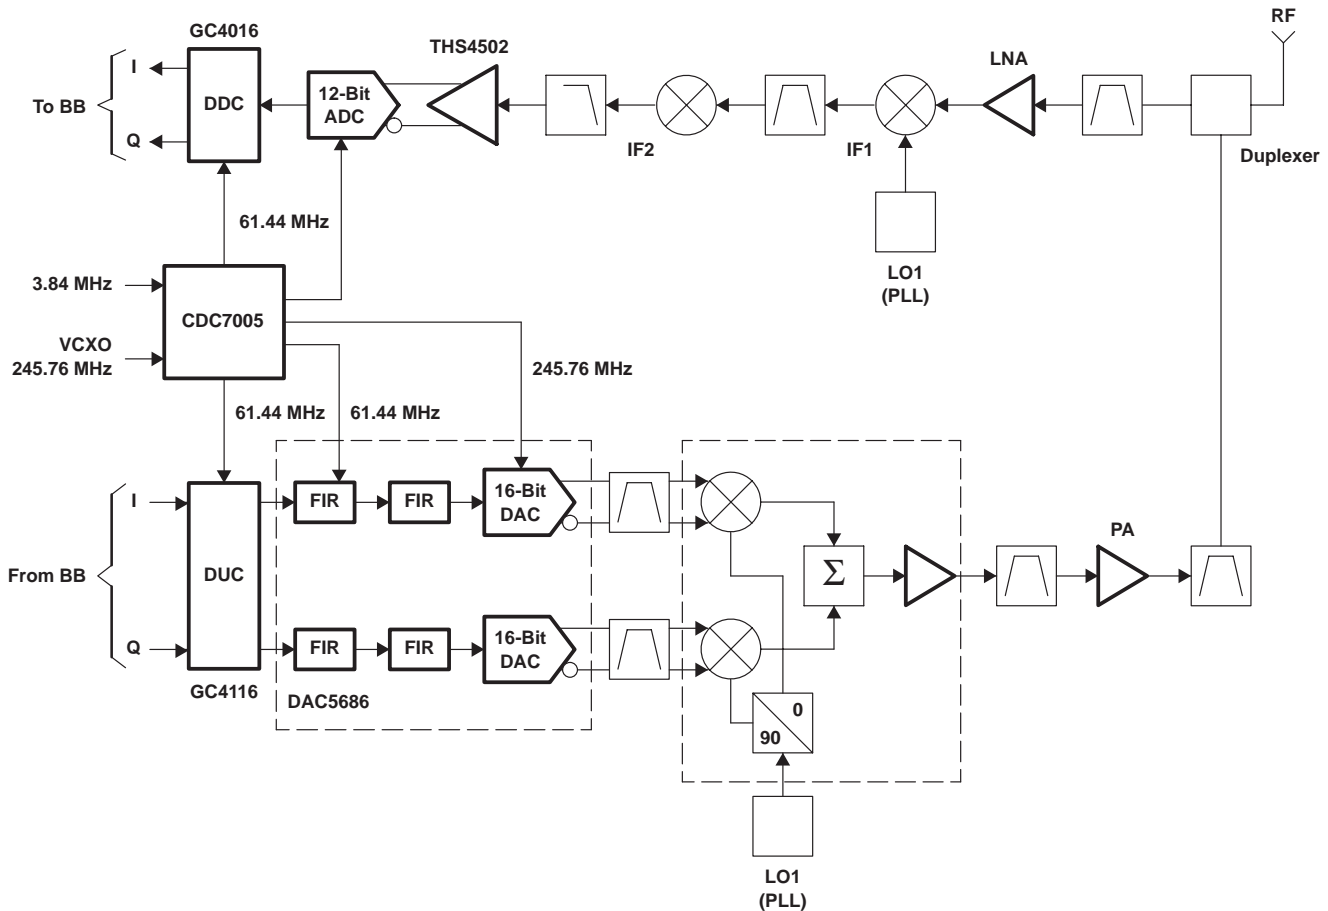 RF
GC4016
THS4502
LNA
To BB
I
Q
DDC
12-Bit
ADC
IF2
IF1
Duplexer
61.44 MHz
LO1
(PLL)
3.84 MHz
CDC7005
VCXO
245.76 MHz
245.76 MHz
61.44 MHz
61.44 MHz
From BB
I
Q
DUC
FIR
FIR
16-Bit
DAC
Σ
PA
FIR
FIR
16-Bit
DAC
GC4116
DAC5686
0
90
LO1
(PLL)